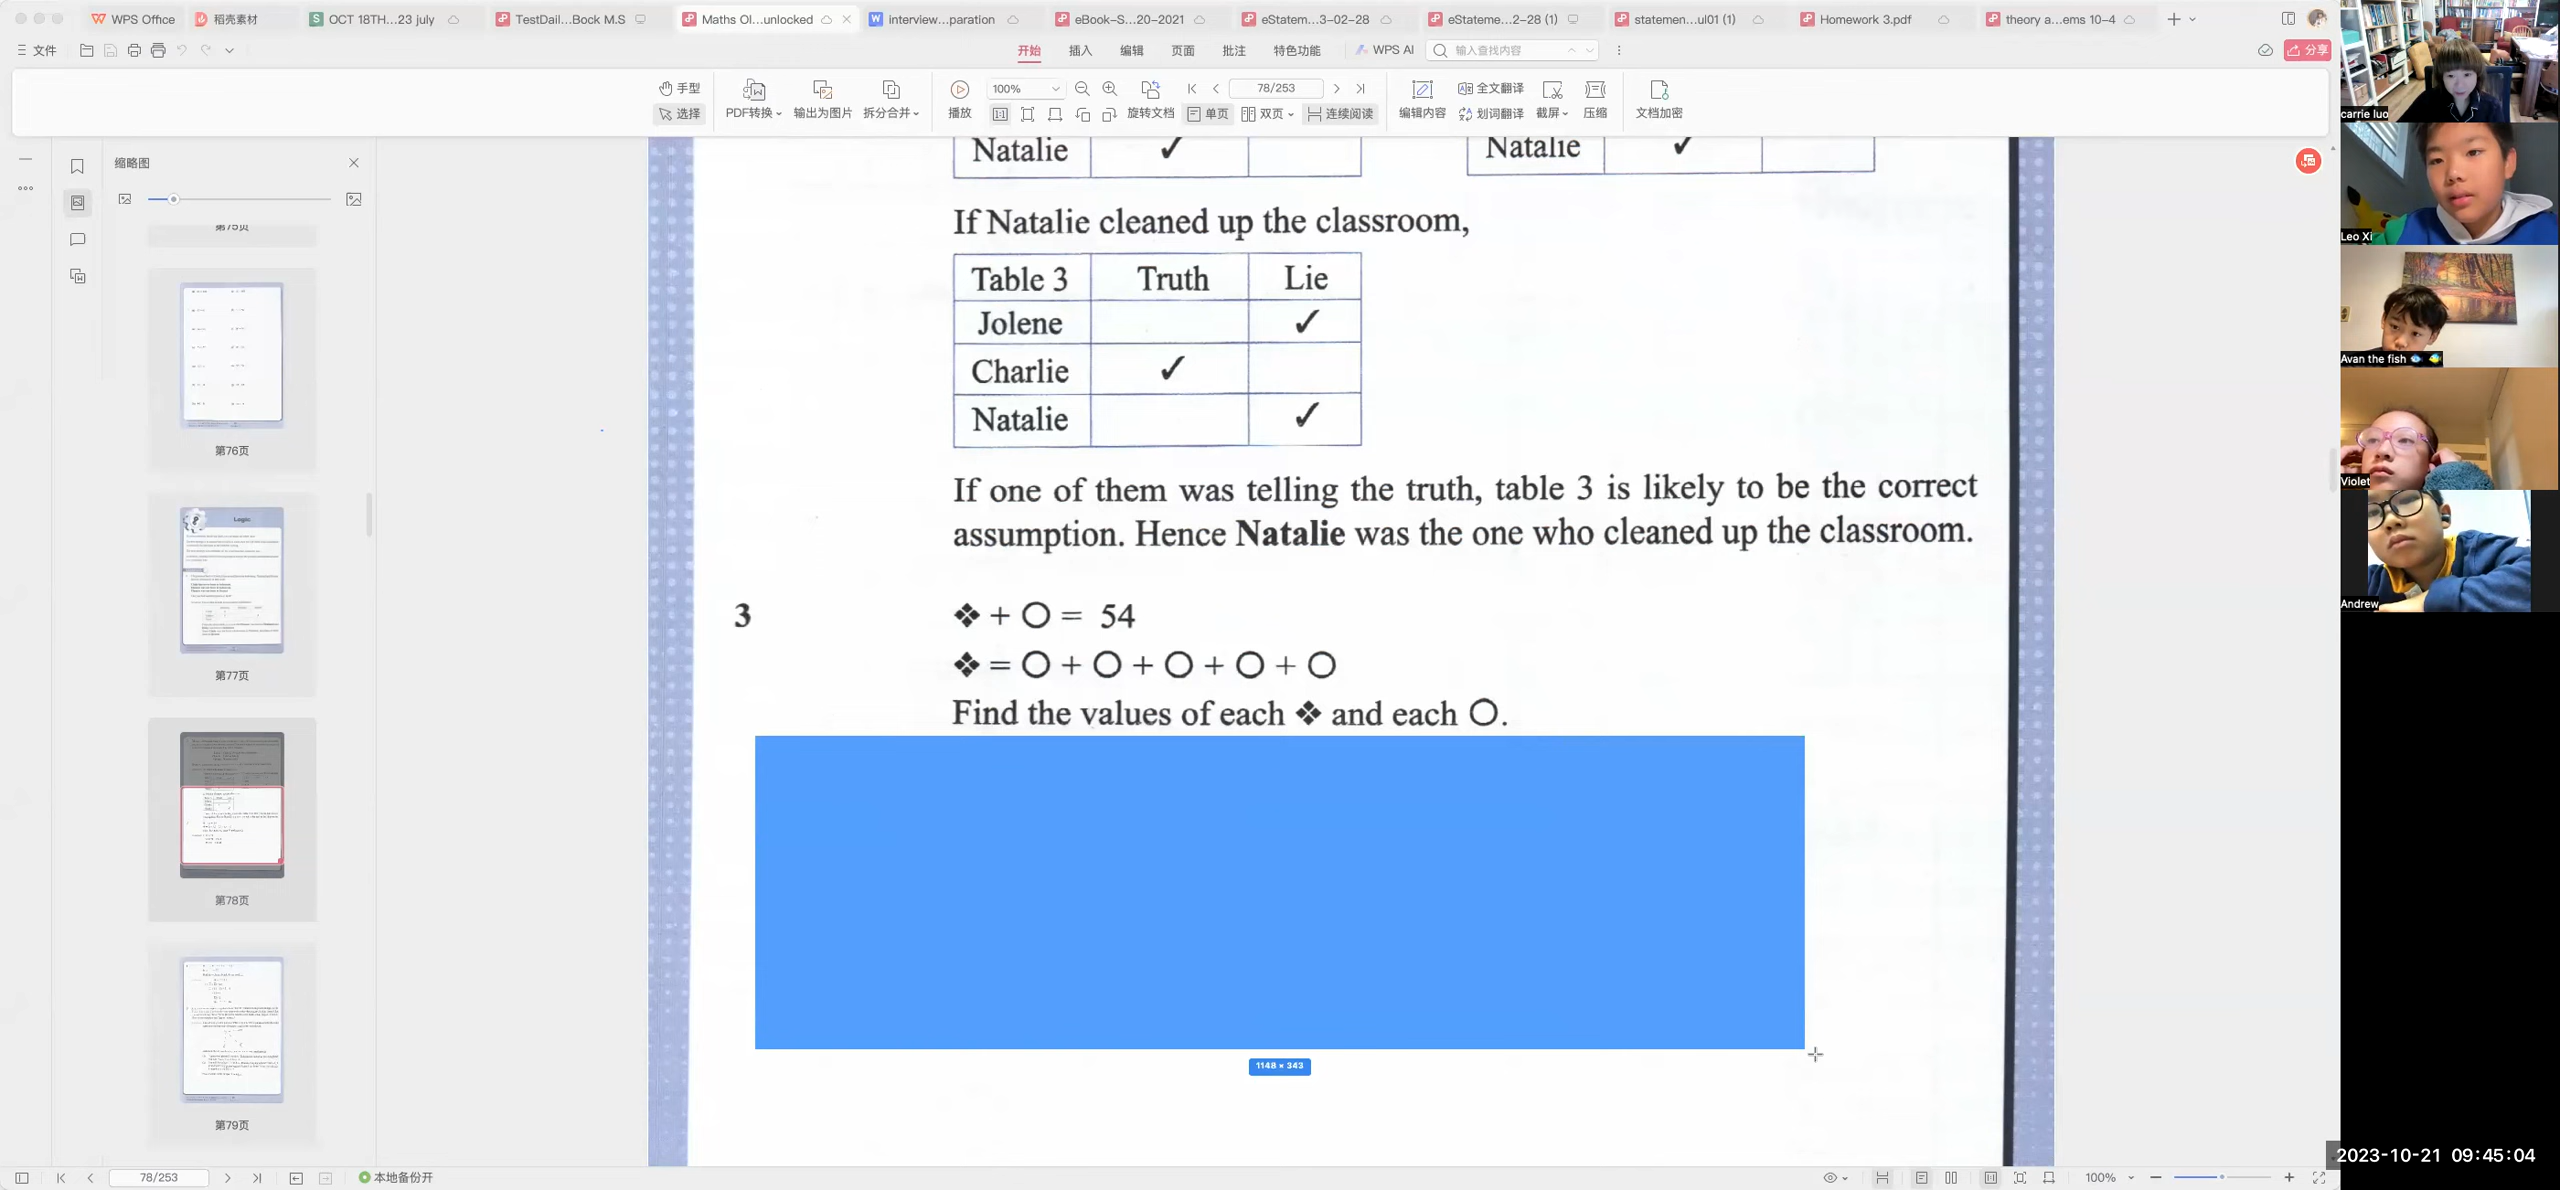 WPS Office
稻壳素材
OCT 18TH...23 july
TestDail...Bock M.S
Maths Ol...unlocked
interview...paration
eBook–S...20-2021
eStatem...3-02-28
eStateme...2-28 (1)
statemen...ul01 (1)
Homework 3.pdf
theory a...ems 10-4
文件
开始
插入
编辑
页面
批注
特色功能
WPS AI
输入查找内容
分享
手型
选择
PDF转换
输出为图片
拆分合并
播放
100%
旋转文档
78/253
单页
双页
连续阅读
编辑内容
全文翻译
划词翻译
截屏
压缩
文档加密
缩略图
第75页
第76页
Logic
第77页
第78页
第79页
Natalie ✓
Natalie ✓
If Natalie cleaned up the classroom,
Table 3 Truth Lie
Jolene ✓
Charlie ✓
Natalie ✓
If one of them was telling the truth, table 3 is likely to be the correct
assumption. Hence Natalie was the one who cleaned up the classroom.
3 ❖ + ○ = 54
❖ = ○ + ○ + ○ + ○ + ○
Find the values of each ❖ and each ○.
1148 × 343
carrie luo
Leo Xi
Avan the fish 🐟 🐠
Violet
Andrew
2023-10-21 09:45:04
78/253
本地备份开
100%